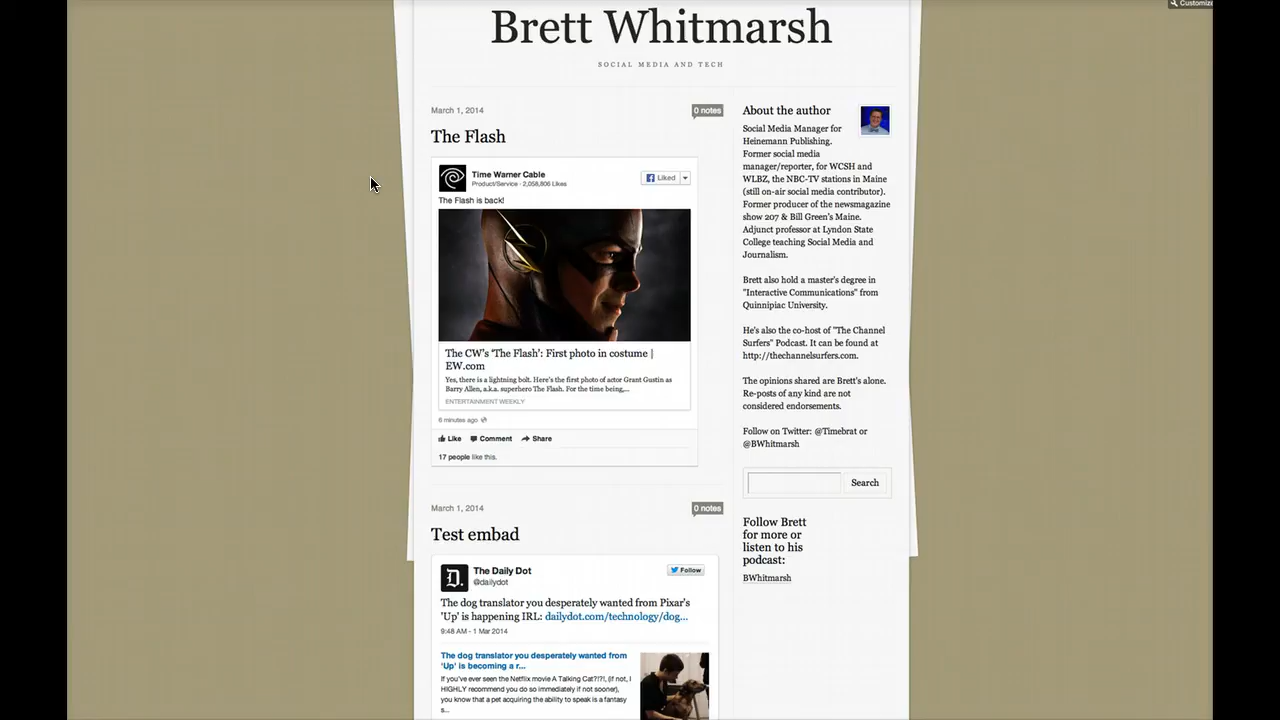 Customize
Brett Whitmarsh
SOCIAL MEDIA AND TECH
March 1, 2014
0 notes
The Flash
Time Warner Cable
Product/Service · 2,058,806 Likes
Liked
The Flash is back!
The CW's 'The Flash': First photo in costume |
EW.com
Yes, there is a lightning bolt. Here's the first photo of actor Grant Gustin as
Barry Allen, a.k.a. superhero The Flash. For the time being,...
ENTERTAINMENT WEEKLY
6 minutes ago
Like Comment Share
17 people like this.
March 1, 2014
0 notes
Test embad
The Daily Dot
@dailydot
Follow
The dog translator you desperately wanted from Pixar's
'Up' is happening IRL: dailydot.com/technology/dog...
9:48 AM - 1 Mar 2014
The dog translator you desperately wanted from
'Up' is becoming a r...
If you've ever seen the Netflix movie A Talking Cat?!?!, (if not, I
HIGHLY recommend you do so immediately if not sooner),
you know that a pet acquiring the ability to speak is a fantasy
s...
About the author
Social Media Manager for
Heinemann Publishing.
Former social media
manager/reporter, for WCSH and
WLBZ, the NBC-TV stations in Maine
(still on-air social media contributor).
Former producer of the newsmagazine
show 207 & Bill Green's Maine.
Adjunct professor at Lyndon State
College teaching Social Media and
Journalism.
Brett also hold a master's degree in
"Interactive Communications" from
Quinnipiac University.
He's also the co-host of "The Channel
Surfers" Podcast. It can be found at
http://thechannelsurfers.com.
The opinions shared are Brett's alone.
Re-posts of any kind are not
considered endorsements.
Follow on Twitter: @Timebrat or
@BWhitmarsh
Search
Follow Brett
for more or
listen to his
podcast:
BWhitmarsh